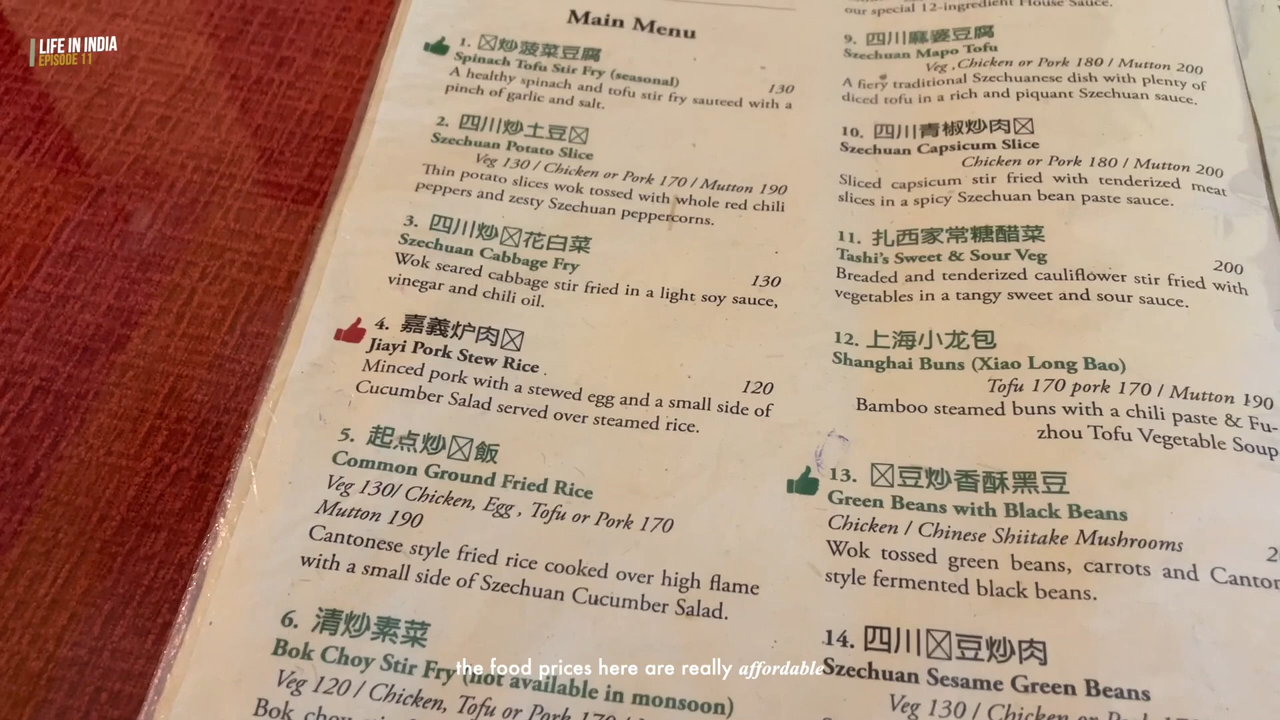 LIFE IN INDIA
EPISODE 11
Main Menu
1. 炒菠菜豆腐
Spinach Tofu Stir Fry (seasonal)
130
A healthy spinach and tofu stir fry sauteed with a
pinch of garlic and salt.
2. 四川炒土豆
Szechuan Potato Slice
Veg 130 / Chicken or Pork 170 / Mutton 190
Thin potato slices wok tossed with whole red chili
peppers and zesty Szechuan peppercorns.
3. 四川炒花白菜
Szechuan Cabbage Fry
130
Wok seared cabbage stir fried in a light soy sauce,
vinegar and chili oil.
4. 嘉義炉肉
Jiayi Pork Stew Rice
120
Minced pork with a stewed egg and a small side of
Cucumber Salad served over steamed rice.
5. 起点炒飯
Common Ground Fried Rice
Veg 130/ Chicken, Egg , Tofu or Pork 170
Mutton 190
Cantonese style fried rice cooked over high flame
with a small side of Szechuan Cucumber Salad.
6. 清炒素菜
Bok Choy Stir Fry (not available in monsoon)
Veg 120 / Chicken, Tofu or Pork 170 /
Bok choy
our special 12-ingredient House Sauce.
9. 四川麻婆豆腐
Szechuan Mapo Tofu
Veg , Chicken or Pork 180 / Mutton 200
A fiery traditional Szechuanese dish with plenty of
diced tofu in a rich and piquant Szechuan sauce.
10. 四川青椒炒肉
Szechuan Capsicum Slice
Chicken or Pork 180 / Mutton 200
Sliced capsicum stir fried with tenderized meat
slices in a spicy Szechuan bean paste sauce.
11. 扎西家常糖醋菜
Tashi's Sweet & Sour Veg
200
Breaded and tenderized cauliflower stir fried with
vegetables in a tangy sweet and sour sauce.
12. 上海小龙包
Shanghai Buns (Xiao Long Bao)
Tofu 170 pork 170 / Mutton 190
Bamboo steamed buns with a chili paste & Fu-
zhou Tofu Vegetable Soup
13. 豆炒香酥黑豆
Green Beans with Black Beans
Chicken / Chinese Shiitake Mushrooms
Wok tossed green beans, carrots and Canton
style fermented black beans.
14. 四川豆炒肉
Szechuan Sesame Green Beans
Veg 130 / Chicken or Pork
the food prices here are really affordable